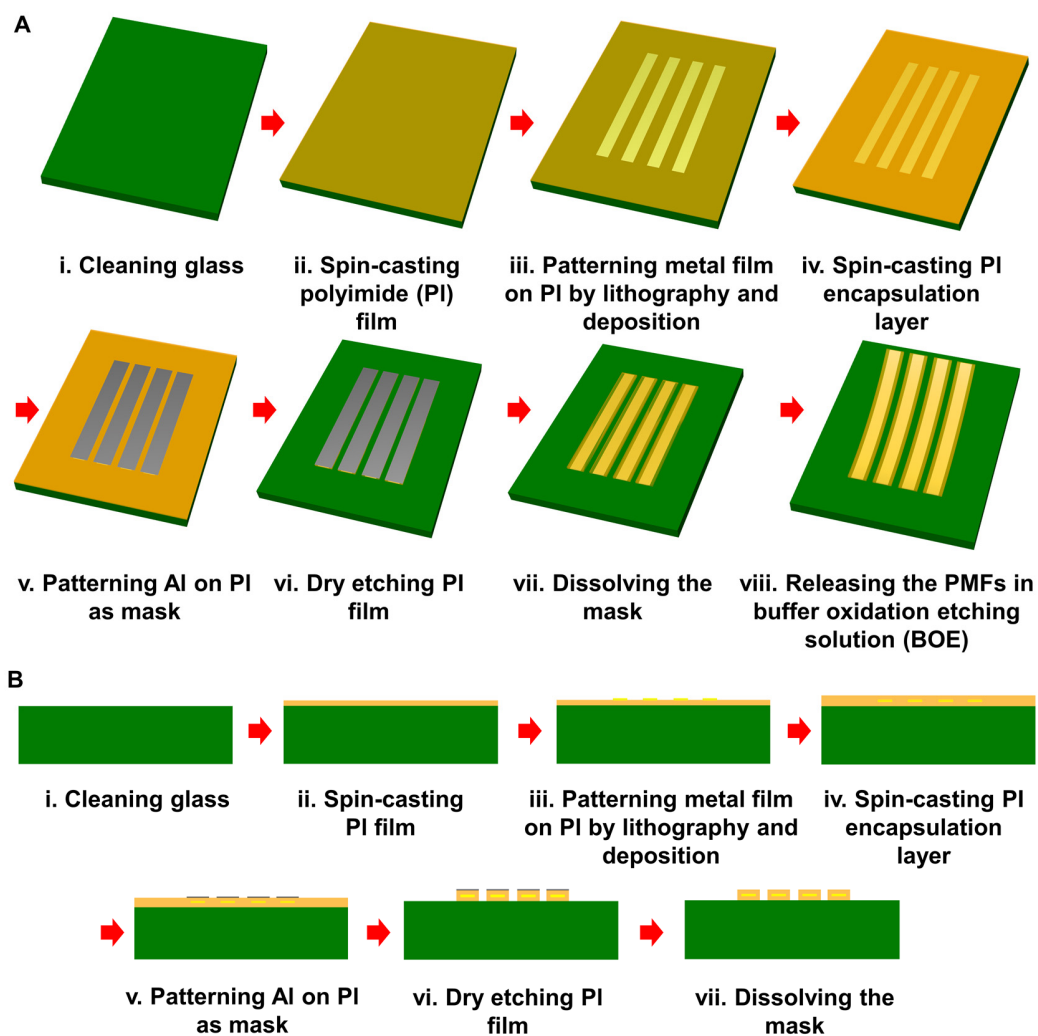 A
i. Cleaning glass
ii. Spin-casting
polyimide (PI)
film
iii. Patterning metal film
on PI by lithography and
deposition
iv. Spin-casting PI
encapsulation
layer
v. Patterning Al on PI
as mask
vi. Dry etching PI
film
vii. Dissolving the
mask
viii. Releasing the PMFs in
buffer oxidation etching
solution (BOE)
B
i. Cleaning glass
ii. Spin-casting
PI film
iii. Patterning metal film
on PI by lithography and
deposition
iv. Spin-casting PI
encapsulation
layer
v. Patterning Al on PI
as mask
vi. Dry etching PI
film
vii. Dissolving the
mask